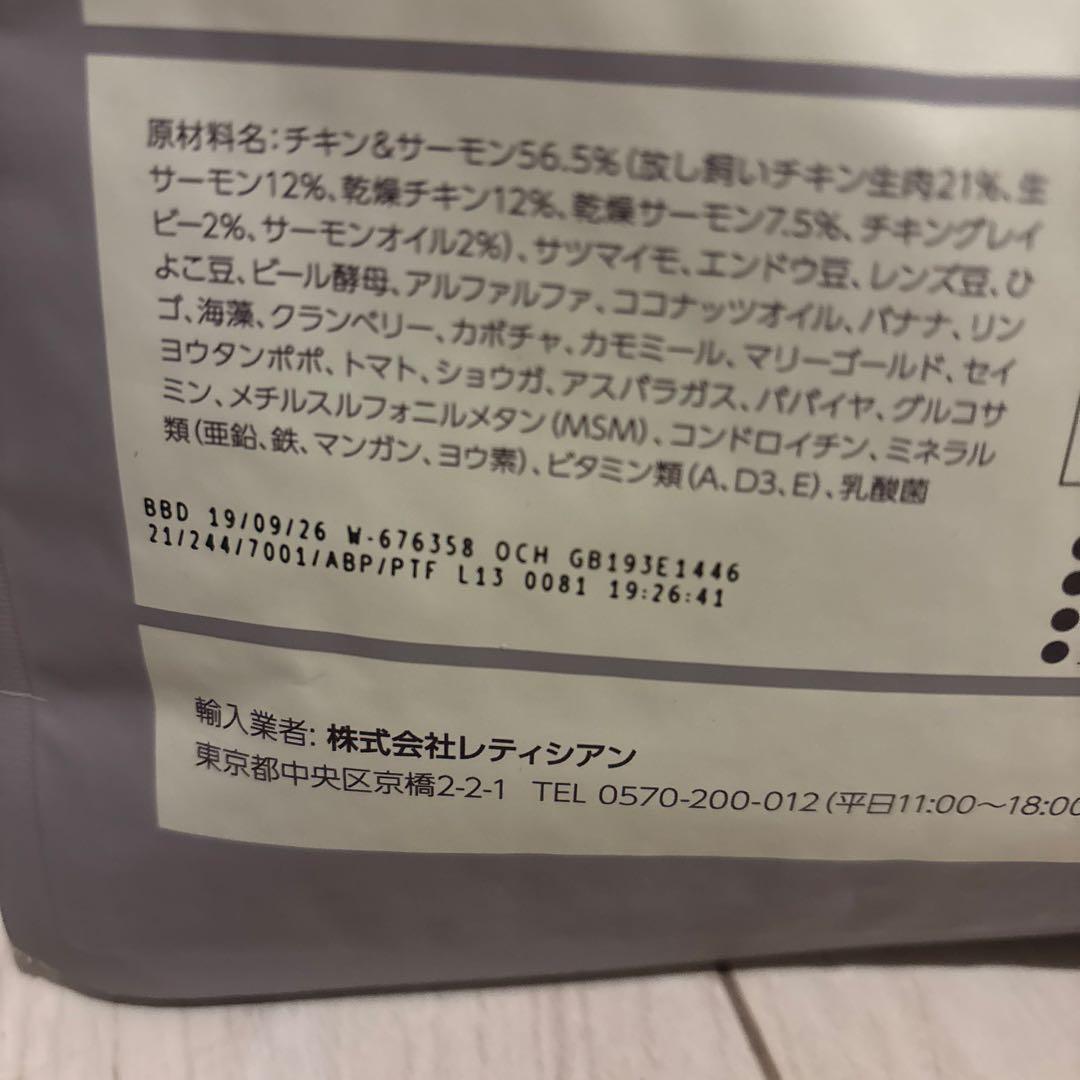 原材料名:チキン&サーモン56.5%(放し飼いチキン生肉21%、生
サーモン12%、乾燥チキン12%、乾燥サーモン7.5%、チキングレイ
ビー2%、サーモンオイル2%)、サツマイモ、エンドウ豆、レンズ豆、ひ
よこ豆、ビール酵母、アルファルファ、ココナッツオイル、バナナ、リン
ゴ、海藻、クランベリー、カボチャ、カモミール、マリーゴールド、セイ
ヨウタンポポ、トマト、ショウガ、アスパラガス、パパイヤ、グルコサ
ミン、メチルスルフォニルメタン(MSM)、コンドロイチン、ミネラル
類(亜鉛、鉄、マンガン、ヨウ素)、ビタミン類(A、D3、E)、乳酸菌
BBD 19/09/26 W-676358 OCH GB193E1446
21/244/7001/ABP/PTF L13 0081 19:26:41
輸入業者: 株式会社レティシアン
東京都中央区京橋2-2-1 TEL 0570-200-012(平日11:00〜18:00